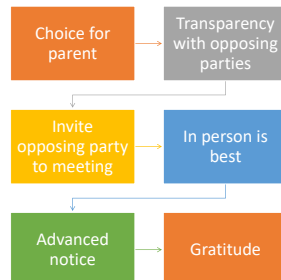 Choice for
parent
Transparency
with opposing
parties
Invite
opposing party
to meeting
In person is
best
Advanced
notice
Gratitude